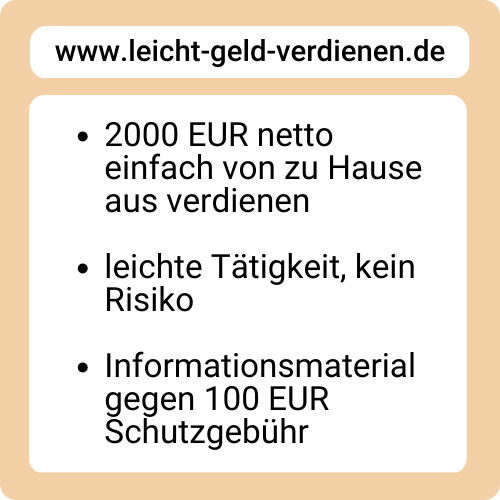 www.leicht-geld-verdienen.de
• 2000 EUR netto
einfach von zu Hause
aus verdienen
• leichte Tätigkeit, kein
Risiko
• Informationsmaterial
gegen 100 EUR
Schutzgebühr